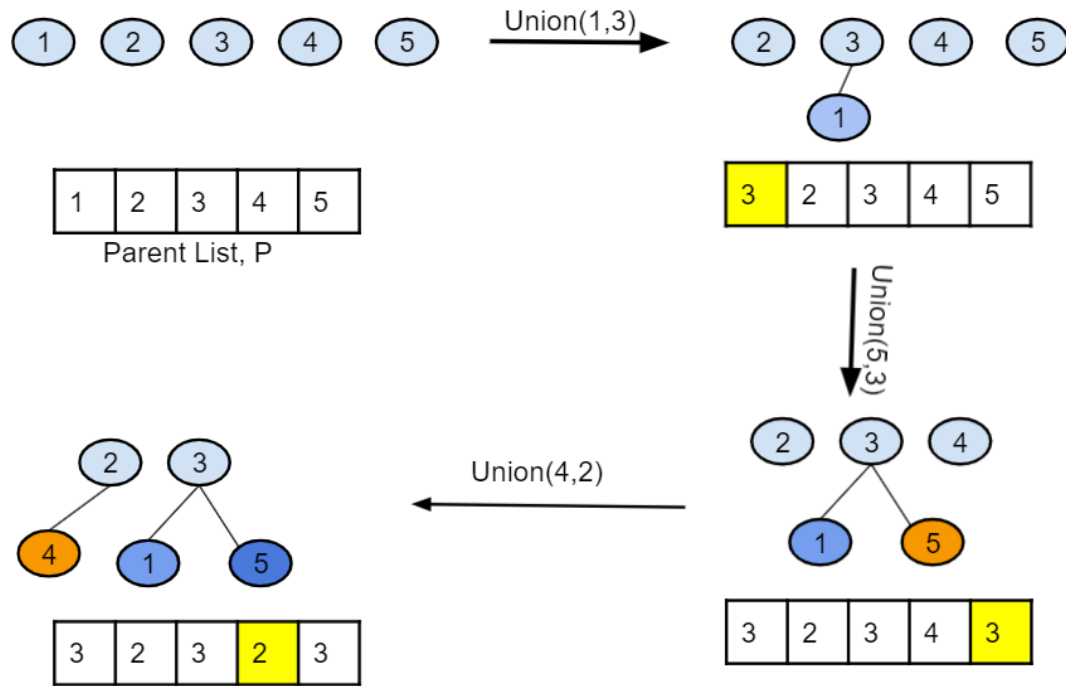 1 2 3 4 5
Union(1,3)
2 3 4 5
1
1 2 3 4 5
Parent List, P
3 2 3 4 5
Union(5,3)
2 3 4
1 5
3 2 3 4 3
Union(4,2)
2 3
4 1 5
3 2 3 2 3